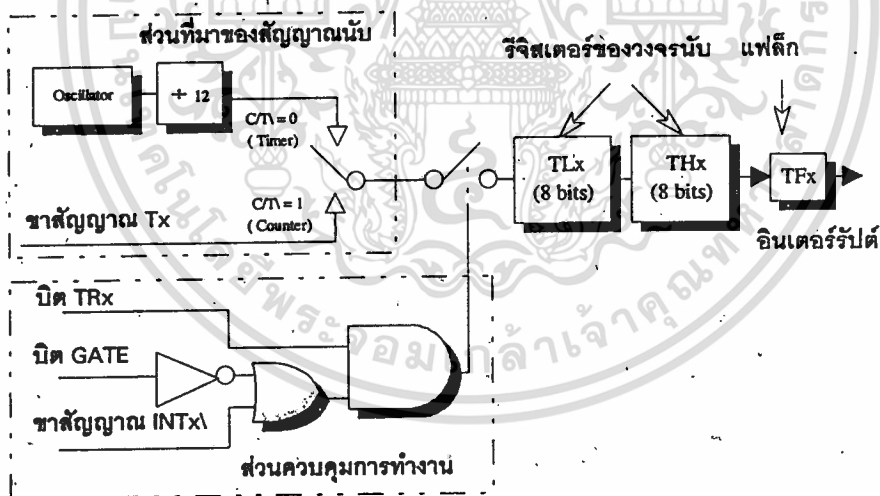 ส่วนที่มาของสัญญาณนับ
รีจิสเตอร์ของวงจรนับ
แฟล็ก
Oscillator
÷ 12
C/T\ = 0
( Timer)
C/T\ = 1
( Counter)
ขาสัญญาณ Tx
TLx
(8 bits)
THx
(8 bits)
TFx
อินเตอร์รัปต์
บิต TRx
บิต GATE
ขาสัญญาณ INTx\
ส่วนควบคุมการทำงาน